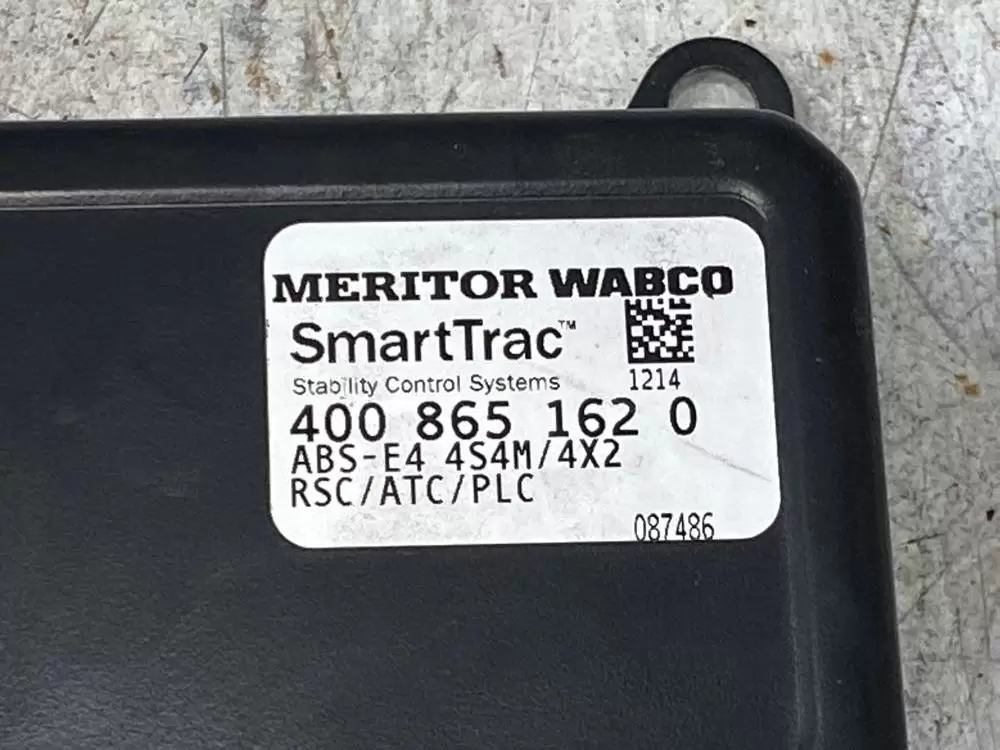 MERITOR WABCO
SmartTrac™
Stability Control Systems
1214
400 865 162 0
ABS-E4 4S4M/4X2
RSC/ATC/PLC
087486